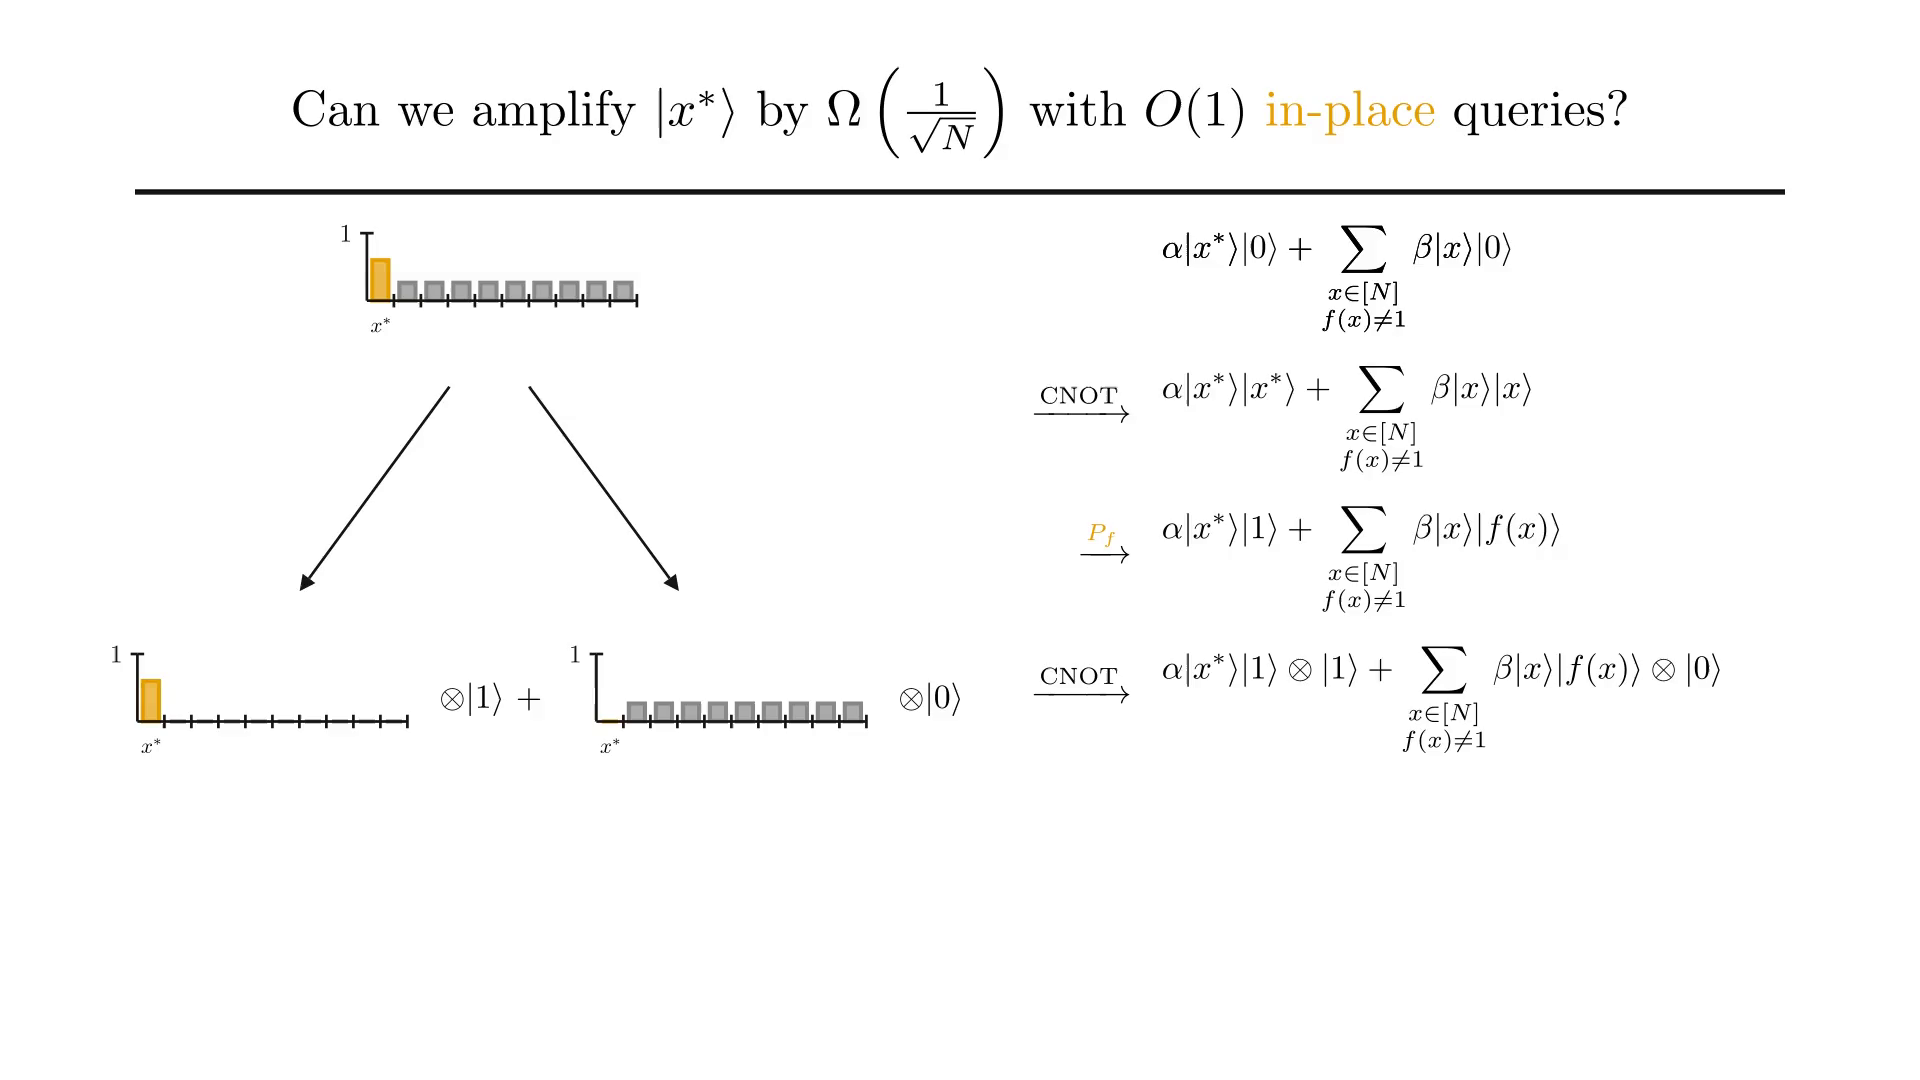 Can we amplify |x*⟩ by Ω(1/√N) with O(1) in-place queries?
1
x*
α|x*⟩|0⟩ + ∑ β|x⟩|0⟩
x∈[N]
f(x)≠1
CNOT α|x*⟩|x*⟩ + ∑ β|x⟩|x⟩
x∈[N]
f(x)≠1
P_f α|x*⟩|1⟩ + ∑ β|x⟩|f(x)⟩
x∈[N]
f(x)≠1
1
x*
⊗|1⟩ +
1
x*
⊗|0⟩
CNOT α|x*⟩|1⟩ ⊗ |1⟩ + ∑ β|x⟩|f(x)⟩ ⊗ |0⟩
x∈[N]
f(x)≠1